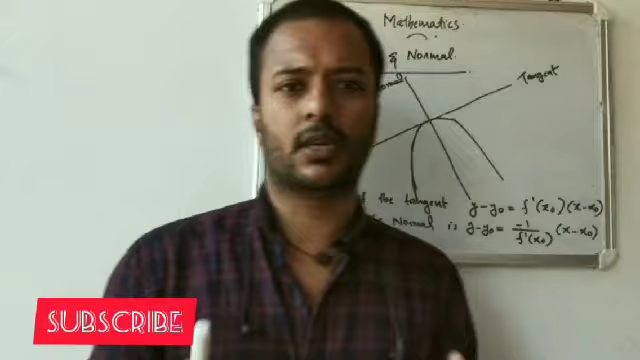 Mathematics.
& Normal.
Tangent
f the tangent y-y₀ = f'(x₀) (x-x₀)
Normal is y-y₀ = -1/f'(x₀) (x-x₀)
SUBSCRIBE